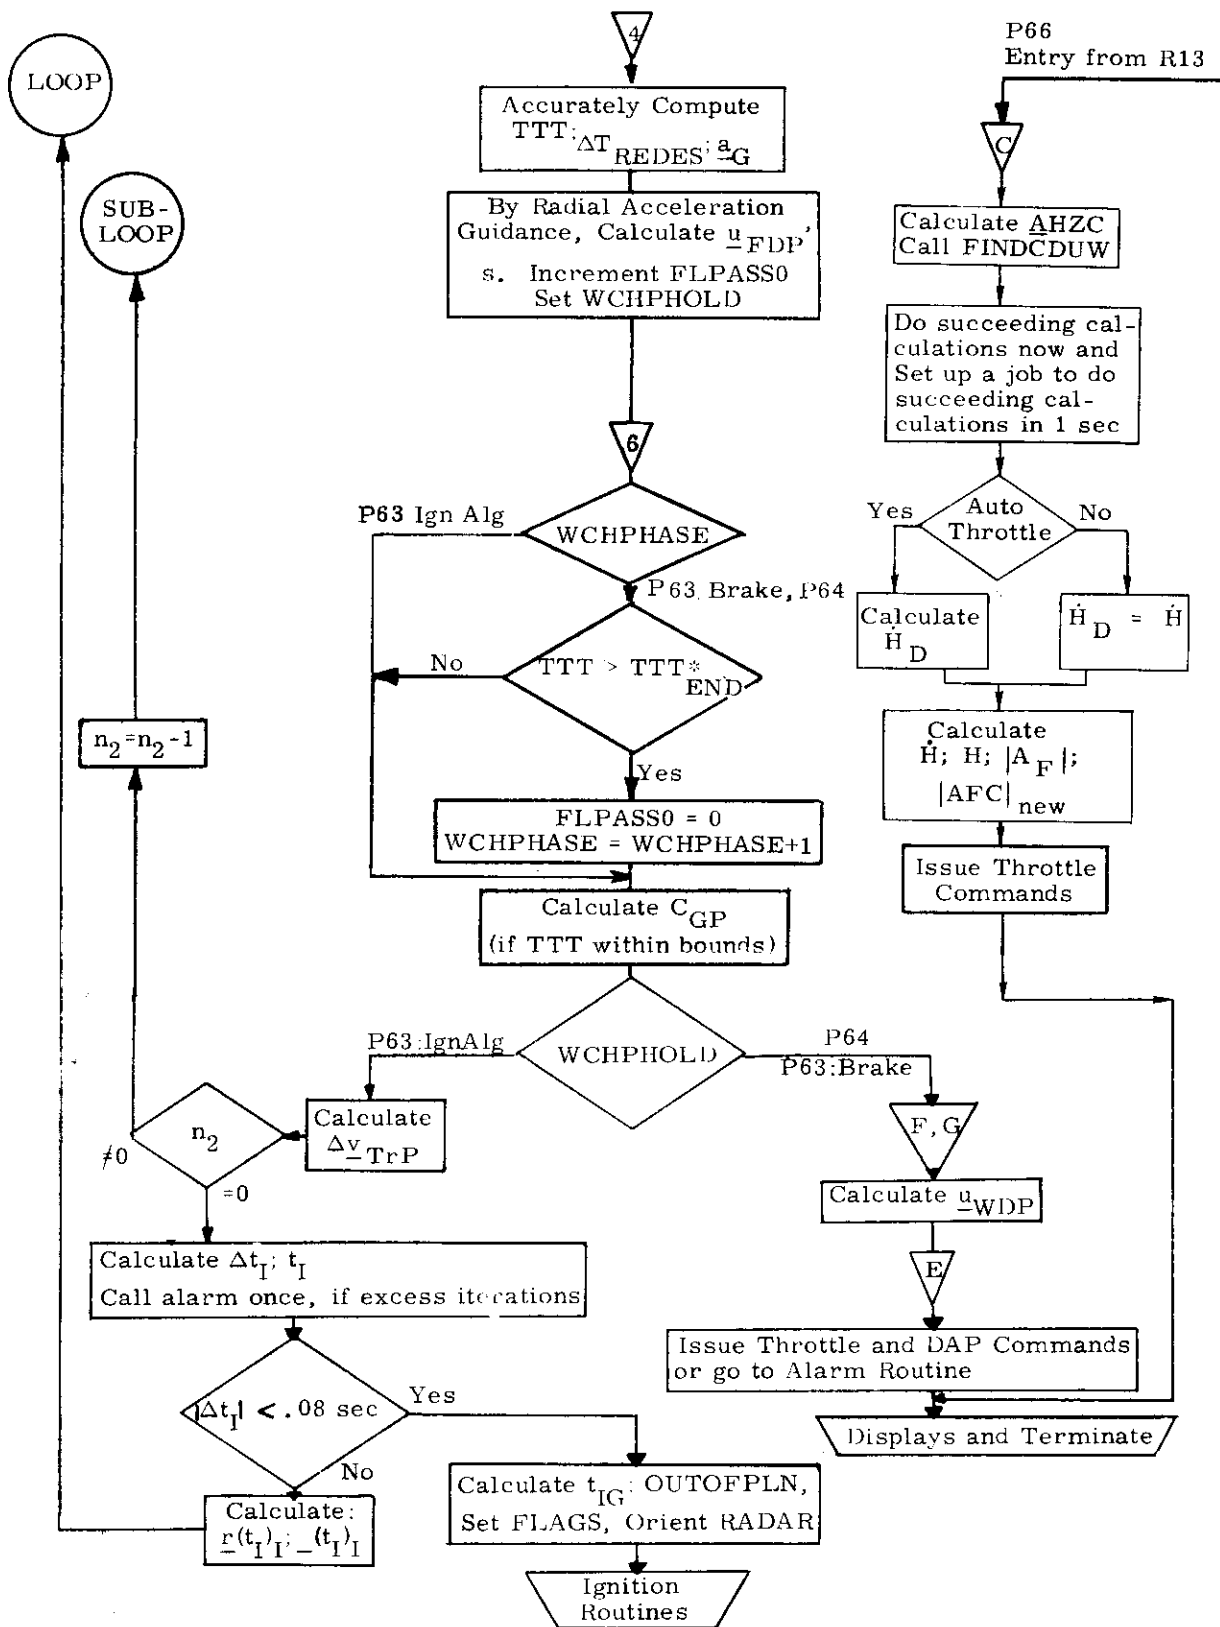 LOOP
SUB-
LOOP
n2=n2-1
4
Accurately Compute
TTT; ΔT REDES; a G
By Radial Acceleration
Guidance, Calculate u FDP,
s. Increment FLPASS0
Set WCHPHOLD
6
P63 Ign Alg
WCHPHASE
P63 Brake, P64
No
TTT > TTT* END
Yes
FLPASS0 = 0
WCHPHASE = WCHPHASE+1
Calculate C GP
(if TTT within bounds)
P63:IgnAlg
WCHPHOLD
P64
P63:Brake
Calculate
Δv TrP
n2
≠0
=0
Calculate Δt I; t I
Call alarm once, if excess iterations
|Δt I| < .08 sec
Yes
No
Calculate:
r(t I) I; _(t I) I
Calculate t IG: OUTOFPLN,
Set FLAGS, Orient RADAR
Ignition
Routines
F, G
Calculate u WDP
E
Issue Throttle and DAP Commands
or go to Alarm Routine
Displays and Terminate
P66
Entry from R13
C
Calculate AHZC
Call FINDCDUW
Do succeeding cal-
culations now and
Set up a job to do
succeeding cal-
culations in 1 sec
Yes
Auto
Throttle
No
Calculate
Ḣ D
Ḣ D = Ḣ
Calculate
Ḣ; H; |A F|;
|AFC| new
Issue Throttle
Commands